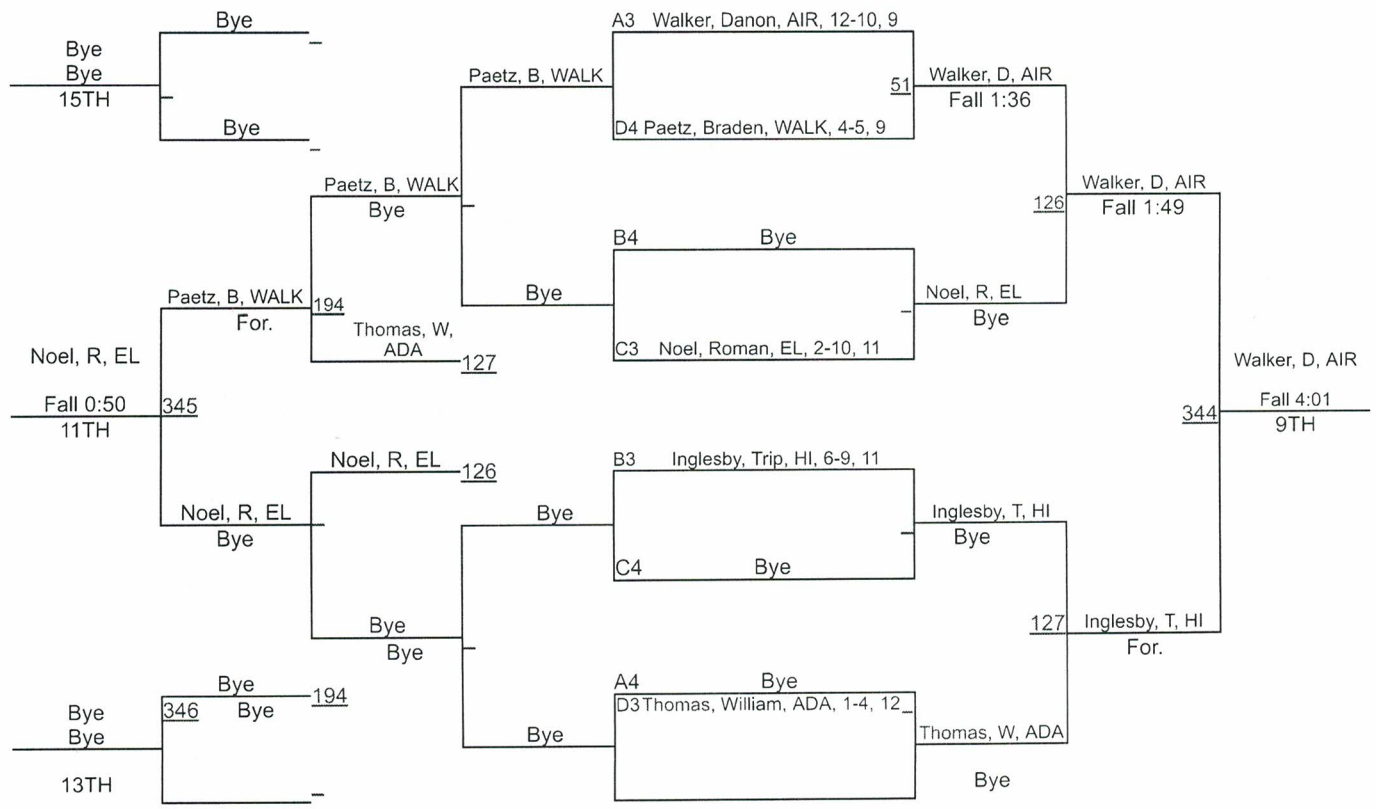 Bye
Bye
Bye
15TH
Bye
Paetz, B, WALK
A3 Walker, Danon, AIR, 12-10, 9
51
Walker, D, AIR
Fall 1:36
D4 Paetz, Braden, WALK, 4-5, 9
Paetz, B, WALK
Bye
126
Walker, D, AIR
Fall 1:49
B4 Bye
Bye
Noel, R, EL
Bye
C3 Noel, Roman, EL, 2-10, 11
Paetz, B, WALK
For.
194
Thomas, W,
ADA
127
Noel, R, EL
Fall 0:50
11TH
345
Walker, D, AIR
Fall 4:01
9TH
344
Noel, R, EL
126
B3 Inglesby, Trip, HI, 6-9, 11
Noel, R, EL
Bye
Bye
Inglesby, T, HI
Bye
C4 Bye
Bye
Bye
127
Inglesby, T, HI
For.
A4 Bye
D3 Thomas, William, ADA, 1-4, 12
Bye
Thomas, W, ADA
Bye
Bye
194
346
Bye
Bye
Bye
13TH